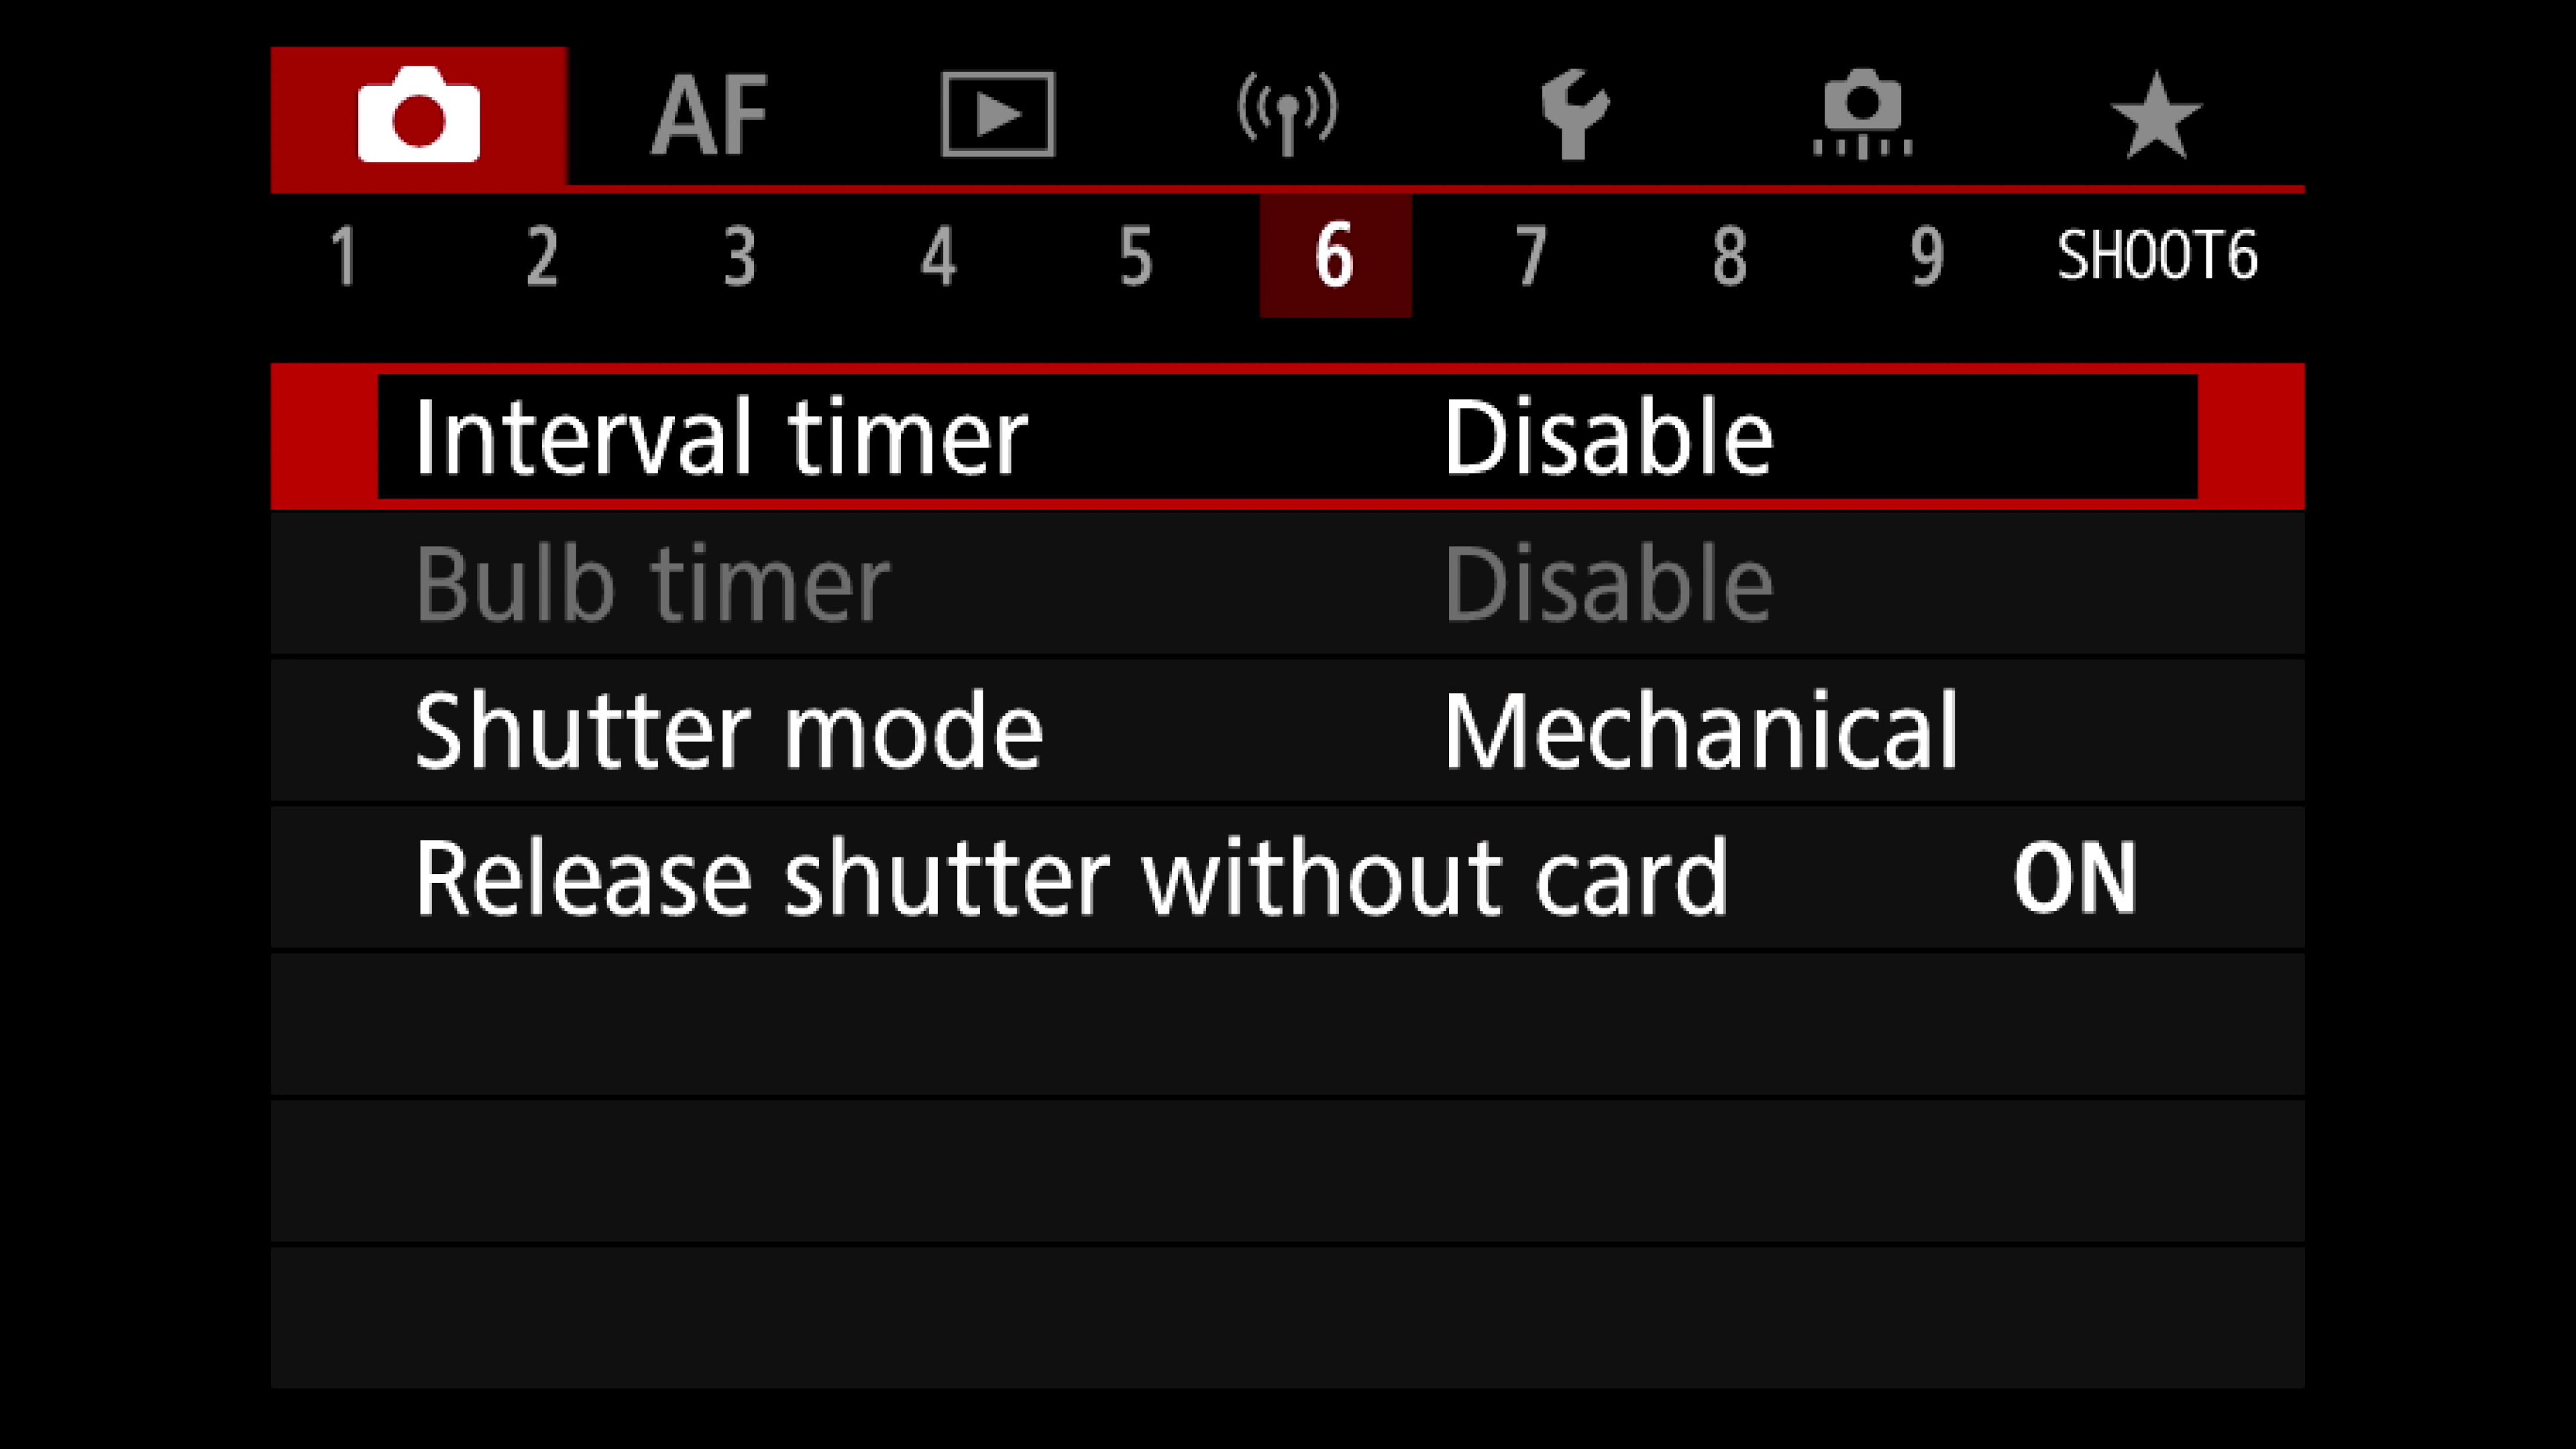 AF
1 2 3 4 5 6 7 8 9 SHOOT6
Interval timer Disable
Bulb timer Disable
Shutter mode Mechanical
Release shutter without card ON